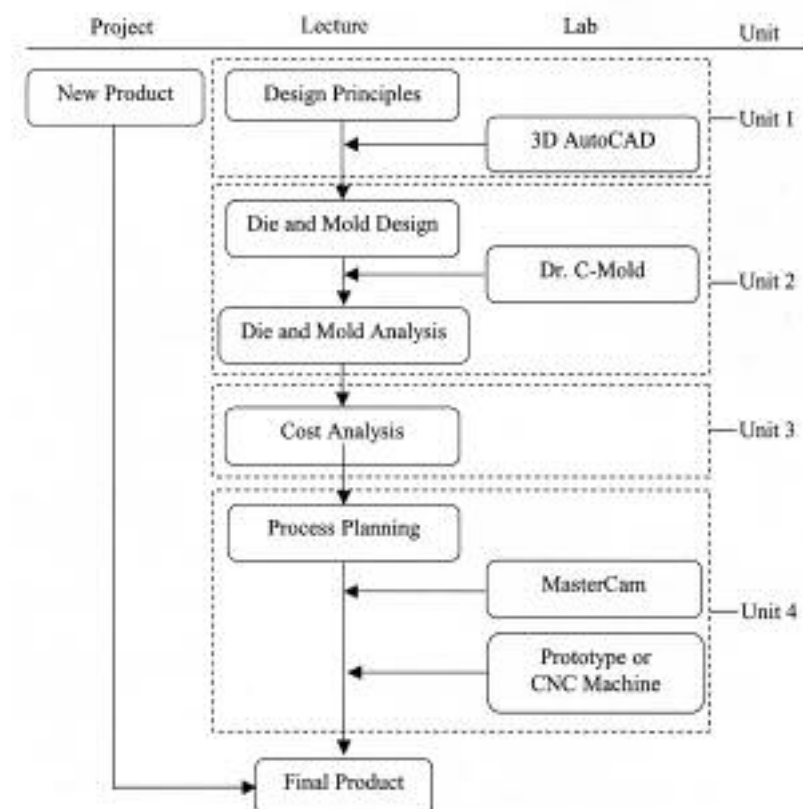 Project Lecture Lab Unit
New Product
Design Principles
3D AutoCAD
Unit 1
Die and Mold Design
Dr. C-Mold
Unit 2
Die and Mold Analysis
Cost Analysis
Unit 3
Process Planning
MasterCam
Unit 4
Prototype or
CNC Machine
Final Product